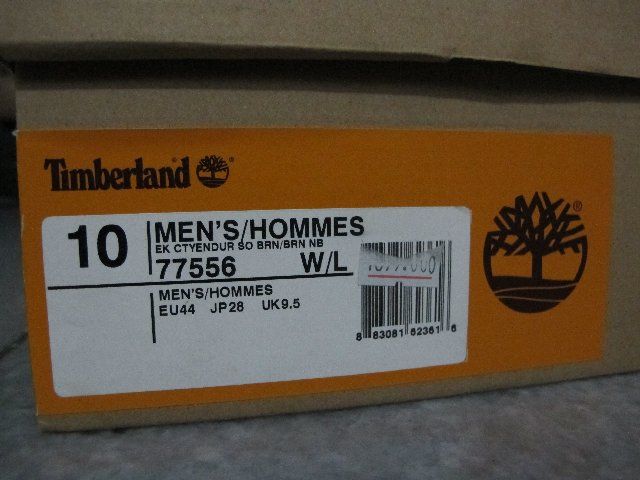 Timberland ®
10
MEN'S/HOMMES
EK CTYENDUR SO BRN/BRN NB
77556 W/L
MEN'S/HOMMES
EU44 JP28 UK9.5
8 83081 62361 6
®